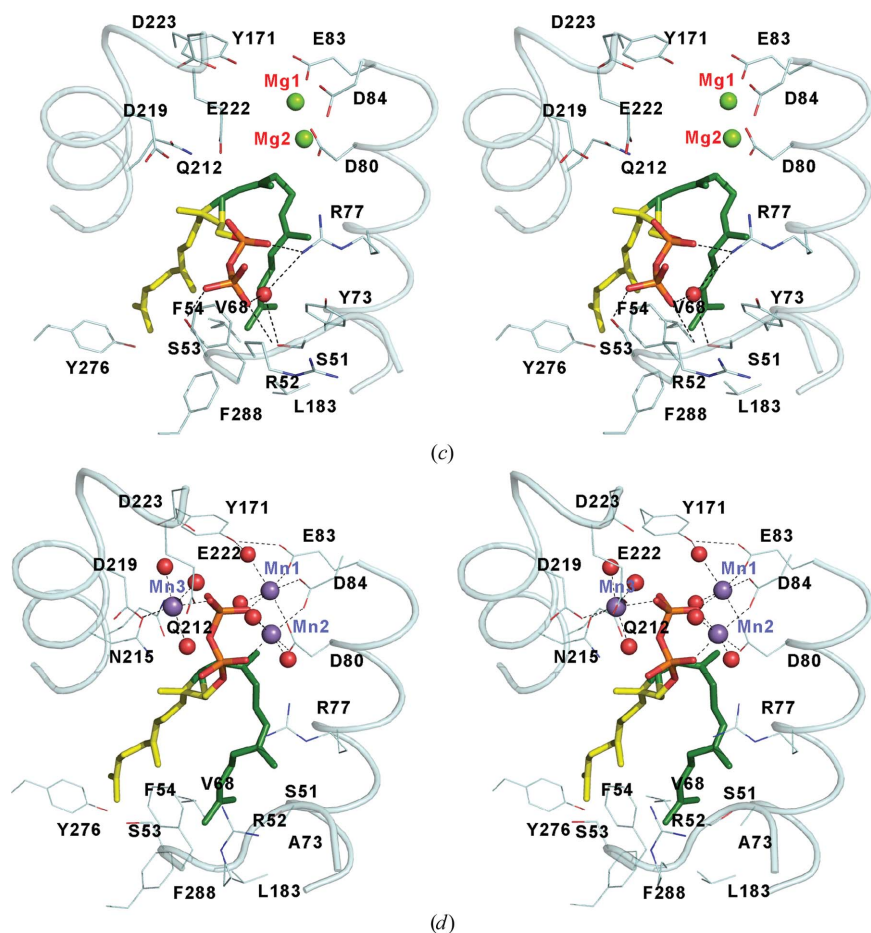 D223 Y171 E83 D223 Y171 E83
Mg1 Mg1
D84 D84
D219 E222 D219 E222
Mg2 Mg2
Q212 D80 Q212 D80
R77 R77
F54 V68 Y73 F54 V68 Y73
Y276 S53 S51 Y276 S53 S51
R52 R52
F288 L183 F288 L183
(c)
D223 Y171 D223 Y171
E83 E83
D219 E222 Mn1 D219 E222 Mn1
Mn3 D84 D84
Q212 Mn2 Q212 Mn2
N215 D80 N215 D80
R77 R77
F54 V68 S51 F54 V68 S51
Y276 S53 R52 A73 Y276 S53 R52 A73
F288 L183 F288 L183
(d)